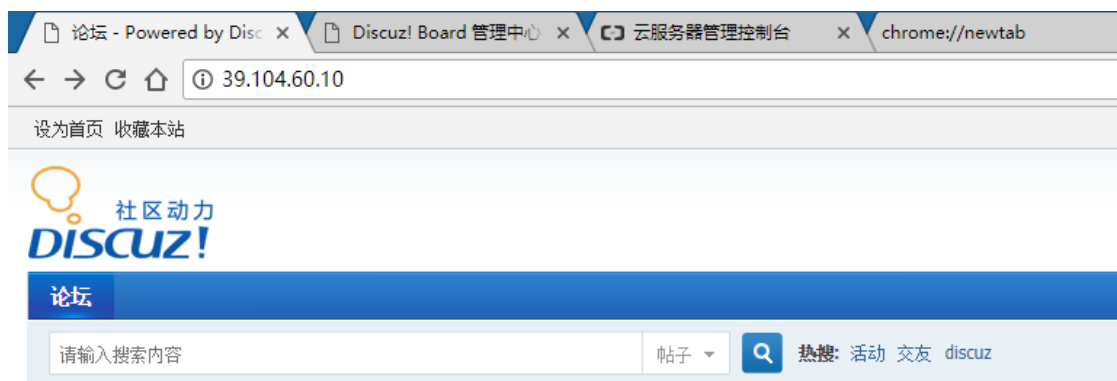 论坛 - Powered by Disc
Discuz! Board 管理中心
云服务器管理控制台
chrome://newtab
39.104.60.10
设为首页 收藏本站
社区动力
DISCUZ!
论坛
请输入搜索内容
帖子
热搜: 活动 交友 discuz